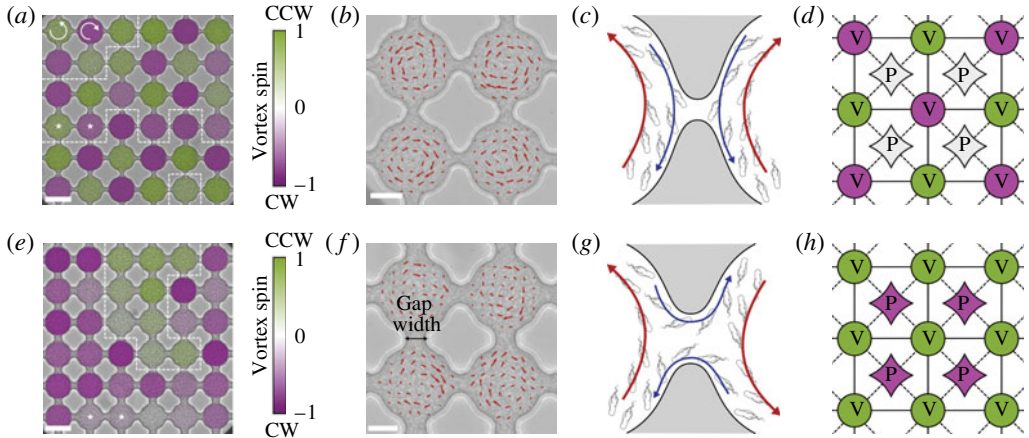 (a)
CCW
1
Vortex spin
0
−1
CW
(b)
(c)
(d)
V V V
P P
V V V
P P
V V V
(e)
CCW
1
Vortex spin
0
−1
CW
(f)
Gap
width
(g)
(h)
V V V
P P
V V V
P P
V V V